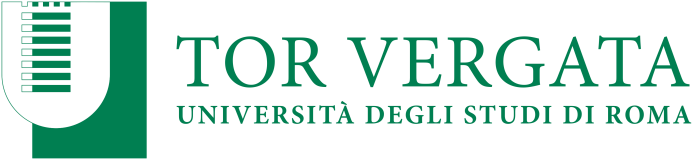 TOR VERGATA
UNIVERSITÀ DEGLI STUDI DI ROMA